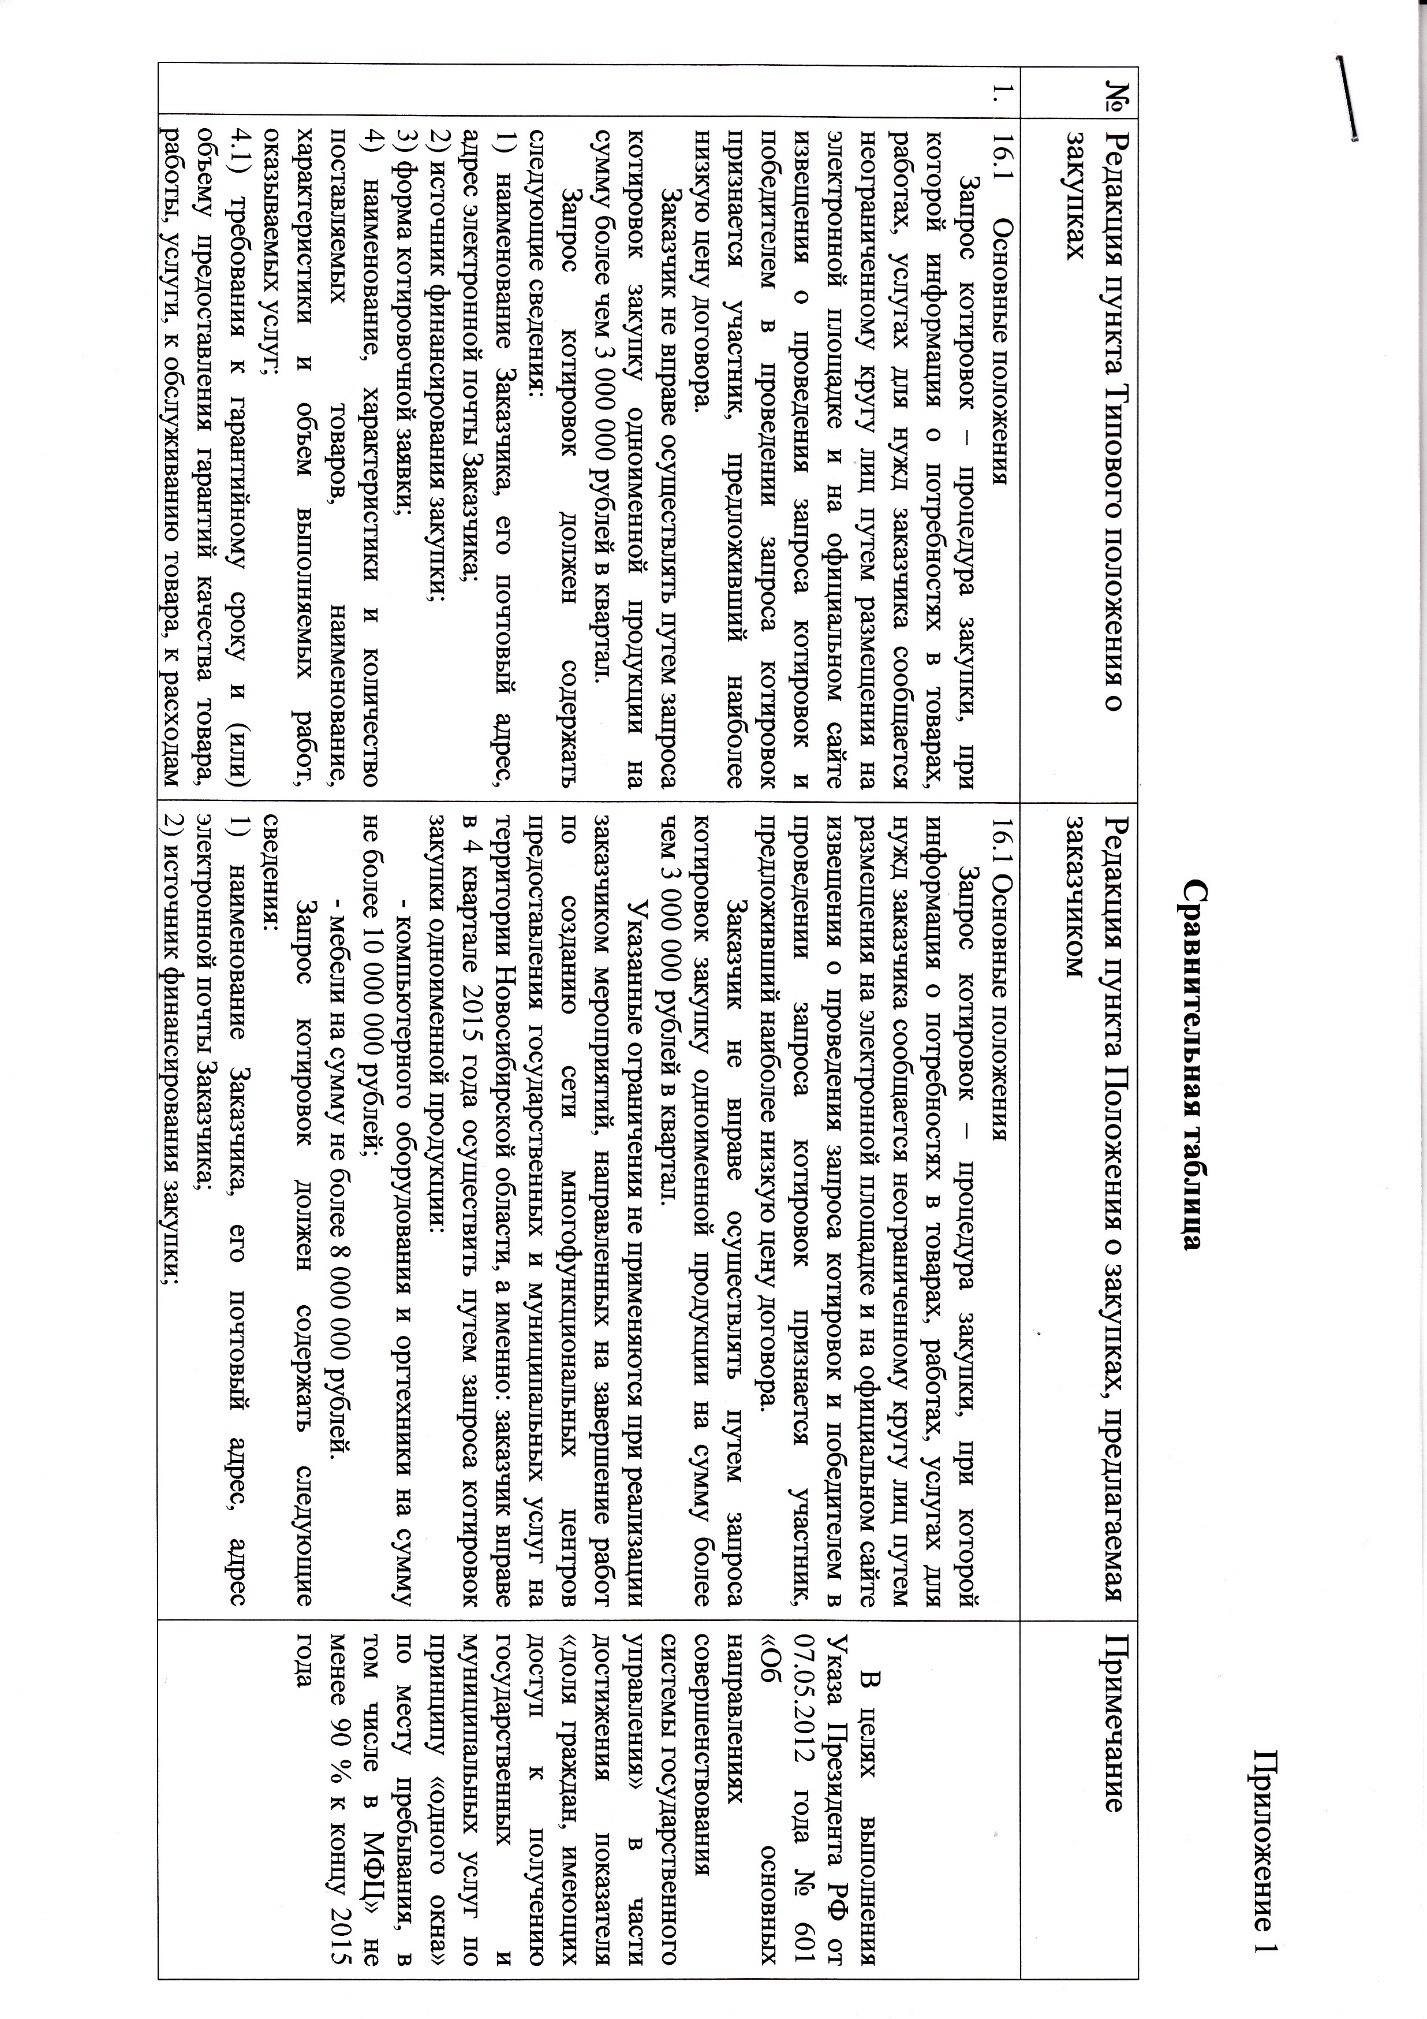 Приложение 1
Сравнительная таблица
№
Редакция пункта Типового положения о
закупках
Редакция пункта Положения о закупках, предлагаемая
заказчиком
Примечание
1.
16.1 Основные положения
Запрос котировок – процедура закупки, при
которой информация о потребностях в товарах,
работах, услугах для нужд заказчика сообщается
неограниченному кругу лиц путем размещения на
электронной площадке и на официальном сайте
извещения о проведения запроса котировок и
победителем в проведении запроса котировок
признается участник, предложивший наиболее
низкую цену договора.
Заказчик не вправе осуществлять путем запроса
котировок закупку одноименной продукции на
сумму более чем 3 000 000 рублей в квартал.
Запрос котировок должен содержать
следующие сведения:
1) наименование Заказчика, его почтовый адрес,
адрес электронной почты Заказчика;
2) источник финансирования закупки;
3) форма котировочной заявки;
4) наименование, характеристики и количество
поставляемых товаров, наименование,
характеристики и объем выполняемых работ,
оказываемых услуг;
4.1) требования к гарантийному сроку и (или)
объему предоставления гарантий качества товара,
работы, услуги, к обслуживанию товара, к расходам
16.1 Основные положения
Запрос котировок – процедура закупки, при которой
информация о потребностях в товарах, работах, услугах для
нужд заказчика сообщается неограниченному кругу лиц путем
размещения на электронной площадке и на официальном сайте
извещения о проведения запроса котировок и победителем в
проведении запроса котировок признается участник,
предложивший наиболее низкую цену договора.
Заказчик не вправе осуществлять путем запроса
котировок закупку одноименной продукции на сумму более
чем 3 000 000 рублей в квартал.
Указанные ограничения не применяются при реализации
заказчиком мероприятий, направленных на завершение работ
по созданию сети многофункциональных центров
предоставления государственных и муниципальных услуг на
территории Новосибирской области, а именно: заказчик вправе
в 4 квартале 2015 года осуществить путем запроса котировок
закупки одноименной продукции:
- компьютерного оборудования и оргтехники на сумму
не более 10 000 000 рублей;
- мебели на сумму не более 8 000 000 рублей.
Запрос котировок должен содержать следующие
сведения:
1) наименование Заказчика, его почтовый адрес, адрес
электронной почты Заказчика;
2) источник финансирования закупки;
В целях выполнения
Указа Президента РФ от
07.05.2012 года № 601
«Об основных
направлениях
совершенствования
системы государственного
управления» в части
достижения показателя
«доля граждан, имеющих
доступ к получению
государственных и
муниципальных услуг по
принципу «одного окна»
по месту пребывания, в
том числе в МФЦ» не
менее 90 % к концу 2015
года